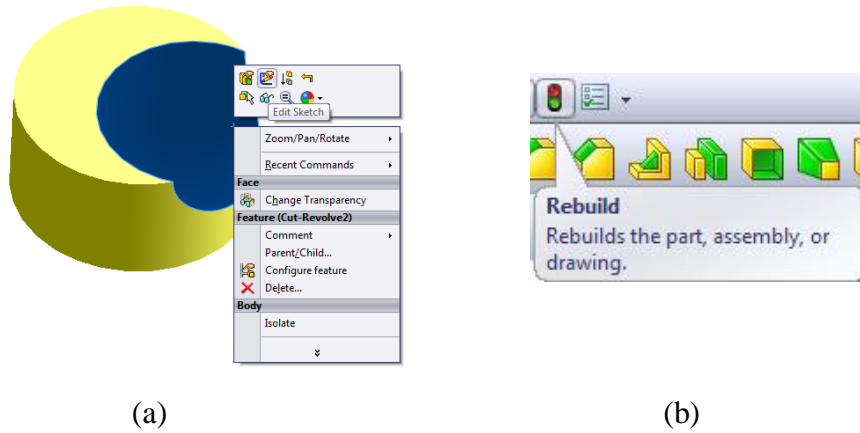 Edit Sketch
Zoom/Pan/Rotate
Recent Commands
Face
Change Transparency
Feature (Cut-Revolve2)
Comment
Parent/Child...
Configure feature
Delete...
Body
Isolate
Rebuild
Rebuilds the part, assembly, or
drawing.
(a)
(b)